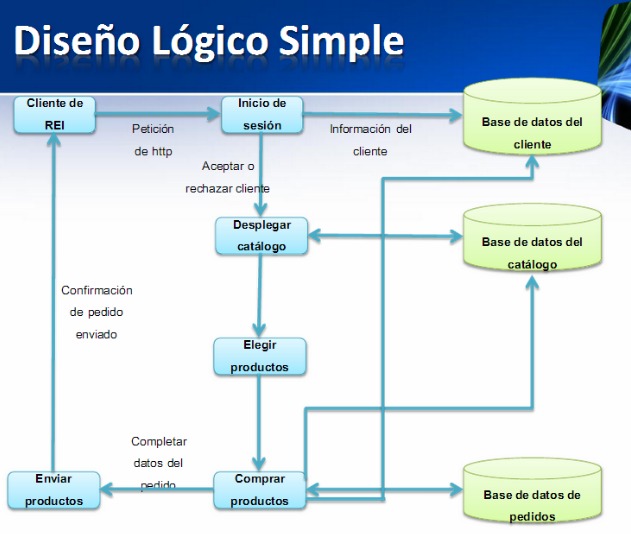 Diseño Lógico Simple
Cliente de
REI
Petición
de http
Inicio de
sesión
Información del
cliente
Base de datos del
cliente
Aceptar o
rechazar cliente
Desplegar
catálogo
Base de datos del
catálogo
Confirmación
de pedido
enviado
Elegir
productos
Completar
datos del
pedido
Enviar
productos
Comprar
productos
Base de datos de
pedidos